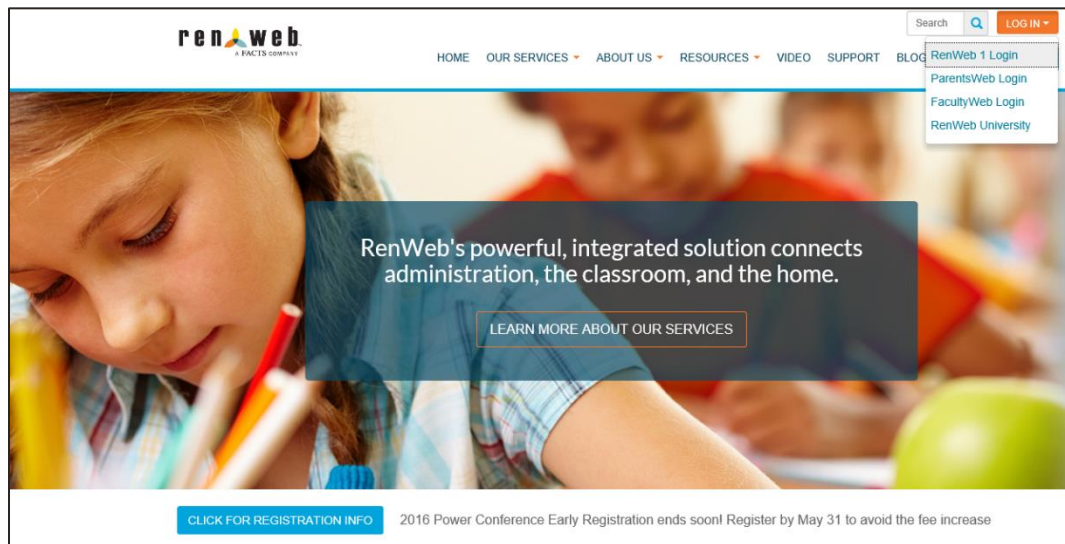 renweb
A FACTS COMPANY
Search
LOG IN
HOME OUR SERVICES ABOUT US RESOURCES VIDEO SUPPORT BLOG
RenWeb 1 Login
ParentsWeb Login
FacultyWeb Login
RenWeb University
RenWeb's powerful, integrated solution connects
administration, the classroom, and the home.
LEARN MORE ABOUT OUR SERVICES
CLICK FOR REGISTRATION INFO 2016 Power Conference Early Registration ends soon! Register by May 31 to avoid the fee increase